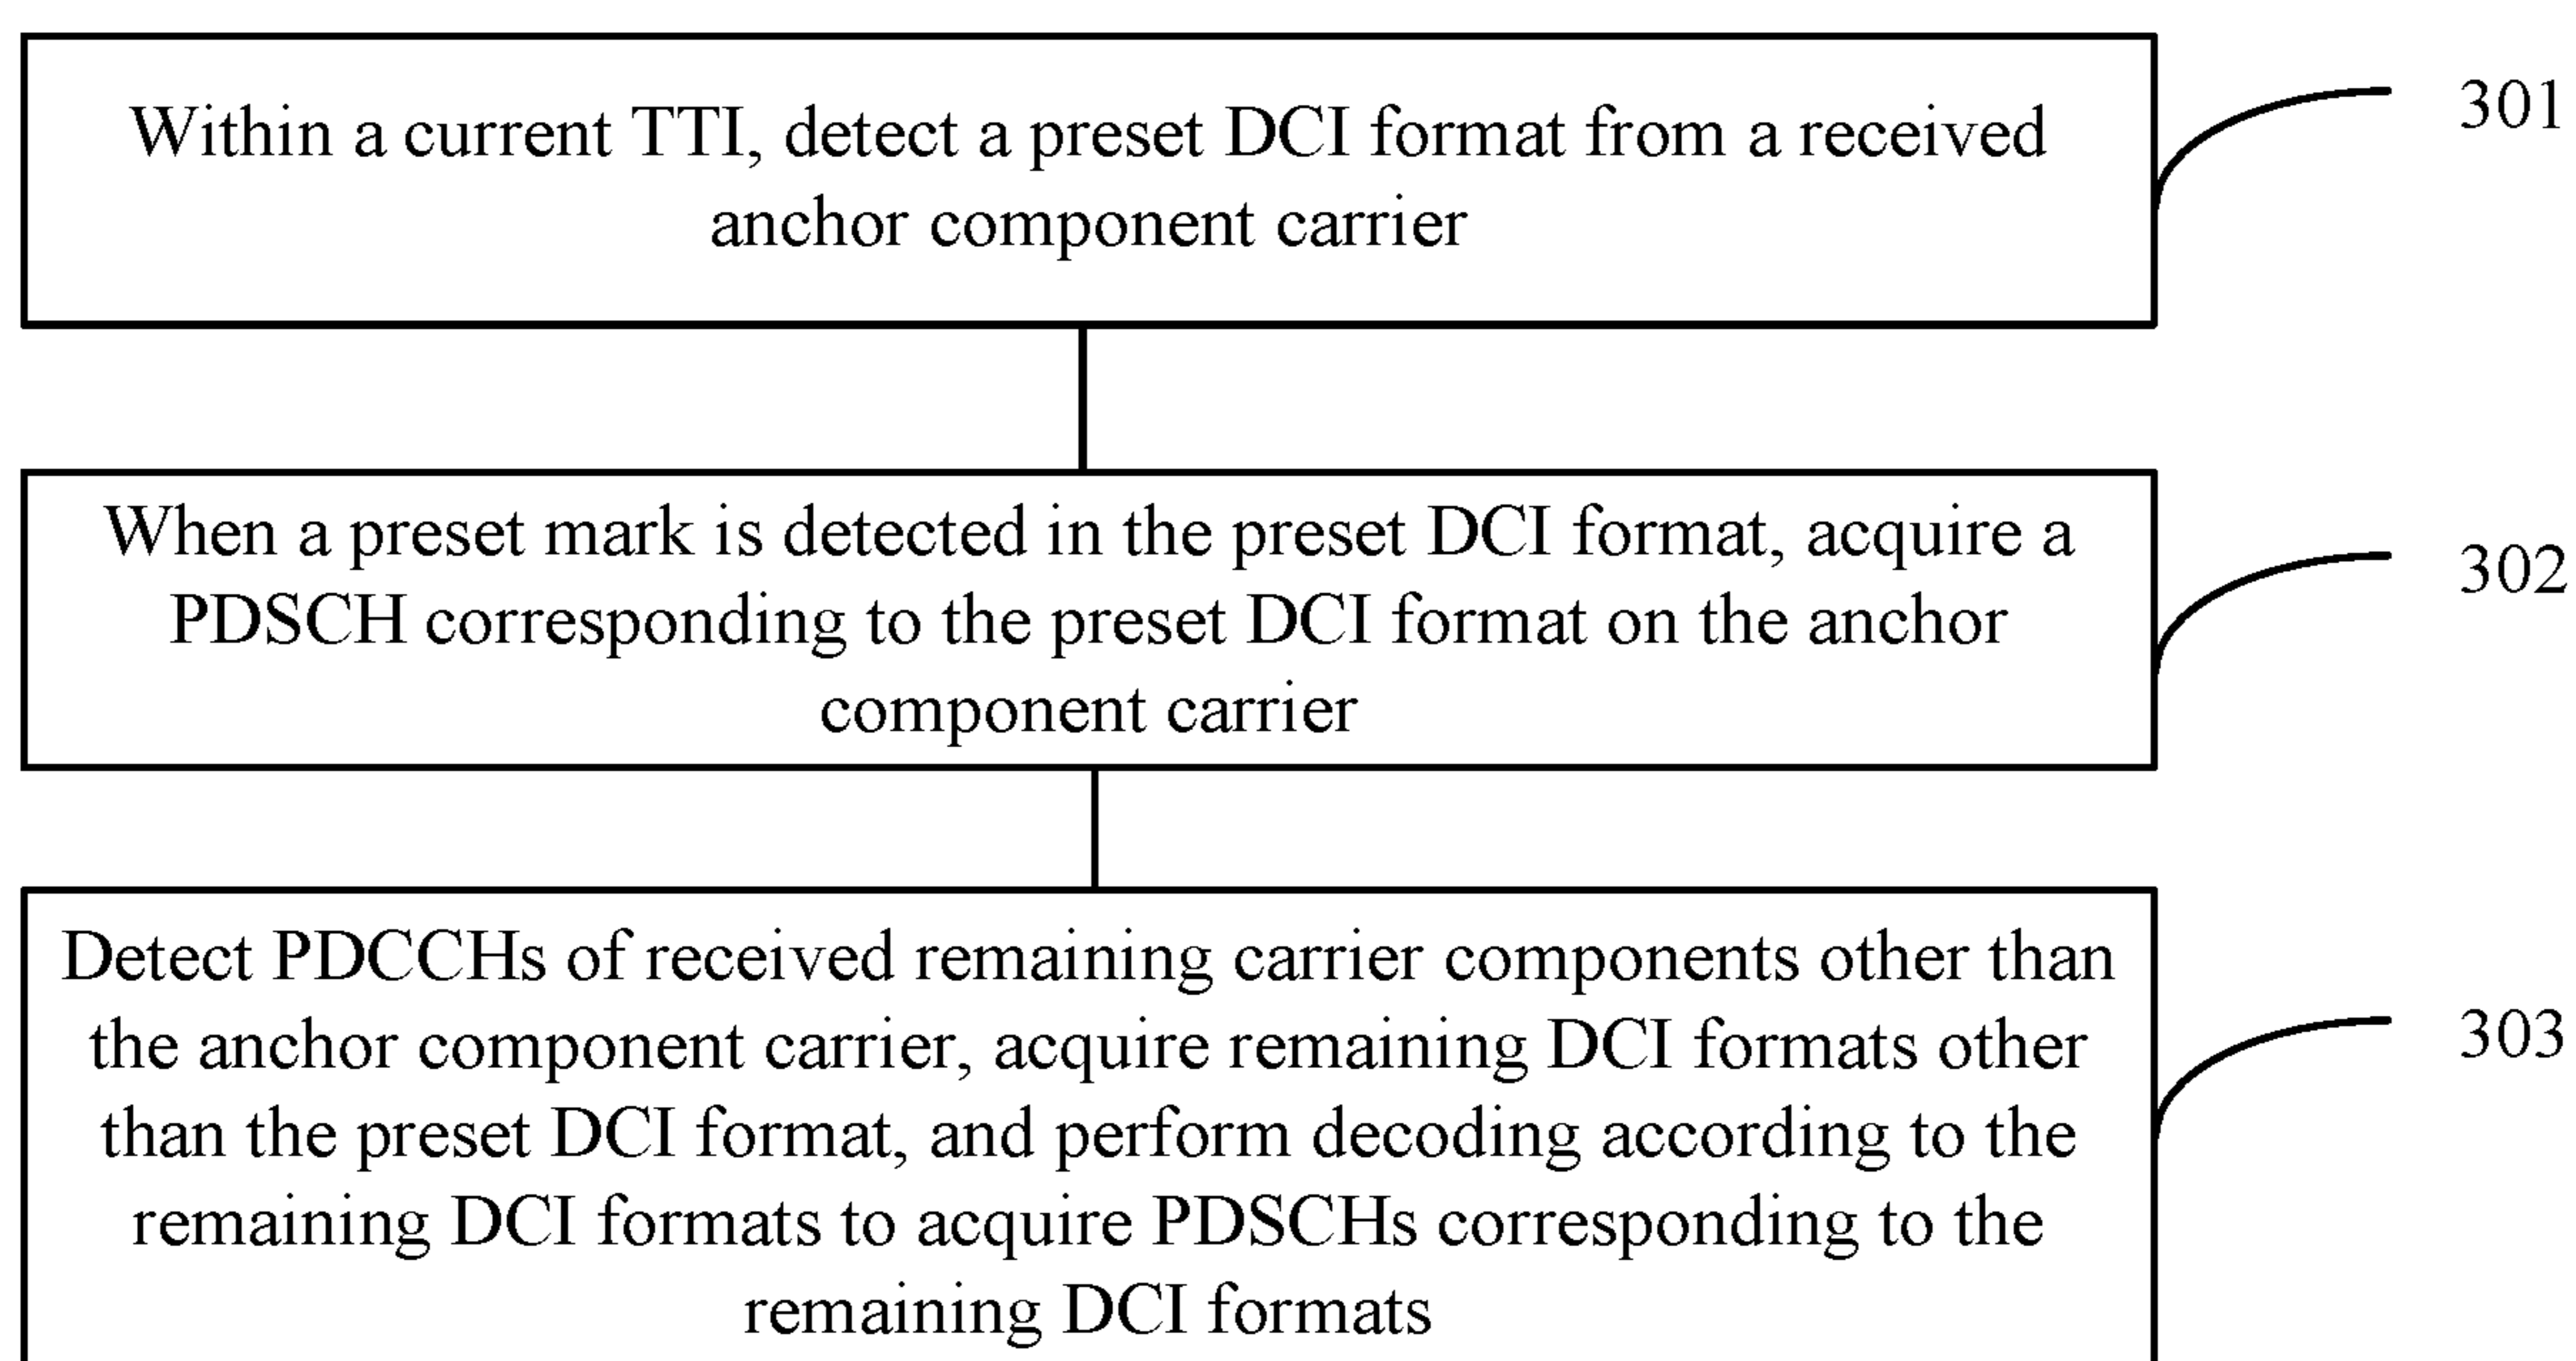 Within a current TTI, detect a preset DCI format from a received
anchor component carrier
301
When a preset mark is detected in the preset DCI format, acquire a
PDSCH corresponding to the preset DCI format on the anchor
component carrier
302
Detect PDCCHs of received remaining carrier components other than
the anchor component carrier, acquire remaining DCI formats other
than the preset DCI format, and perform decoding according to the
remaining DCI formats to acquire PDSCHs corresponding to the
remaining DCI formats
303